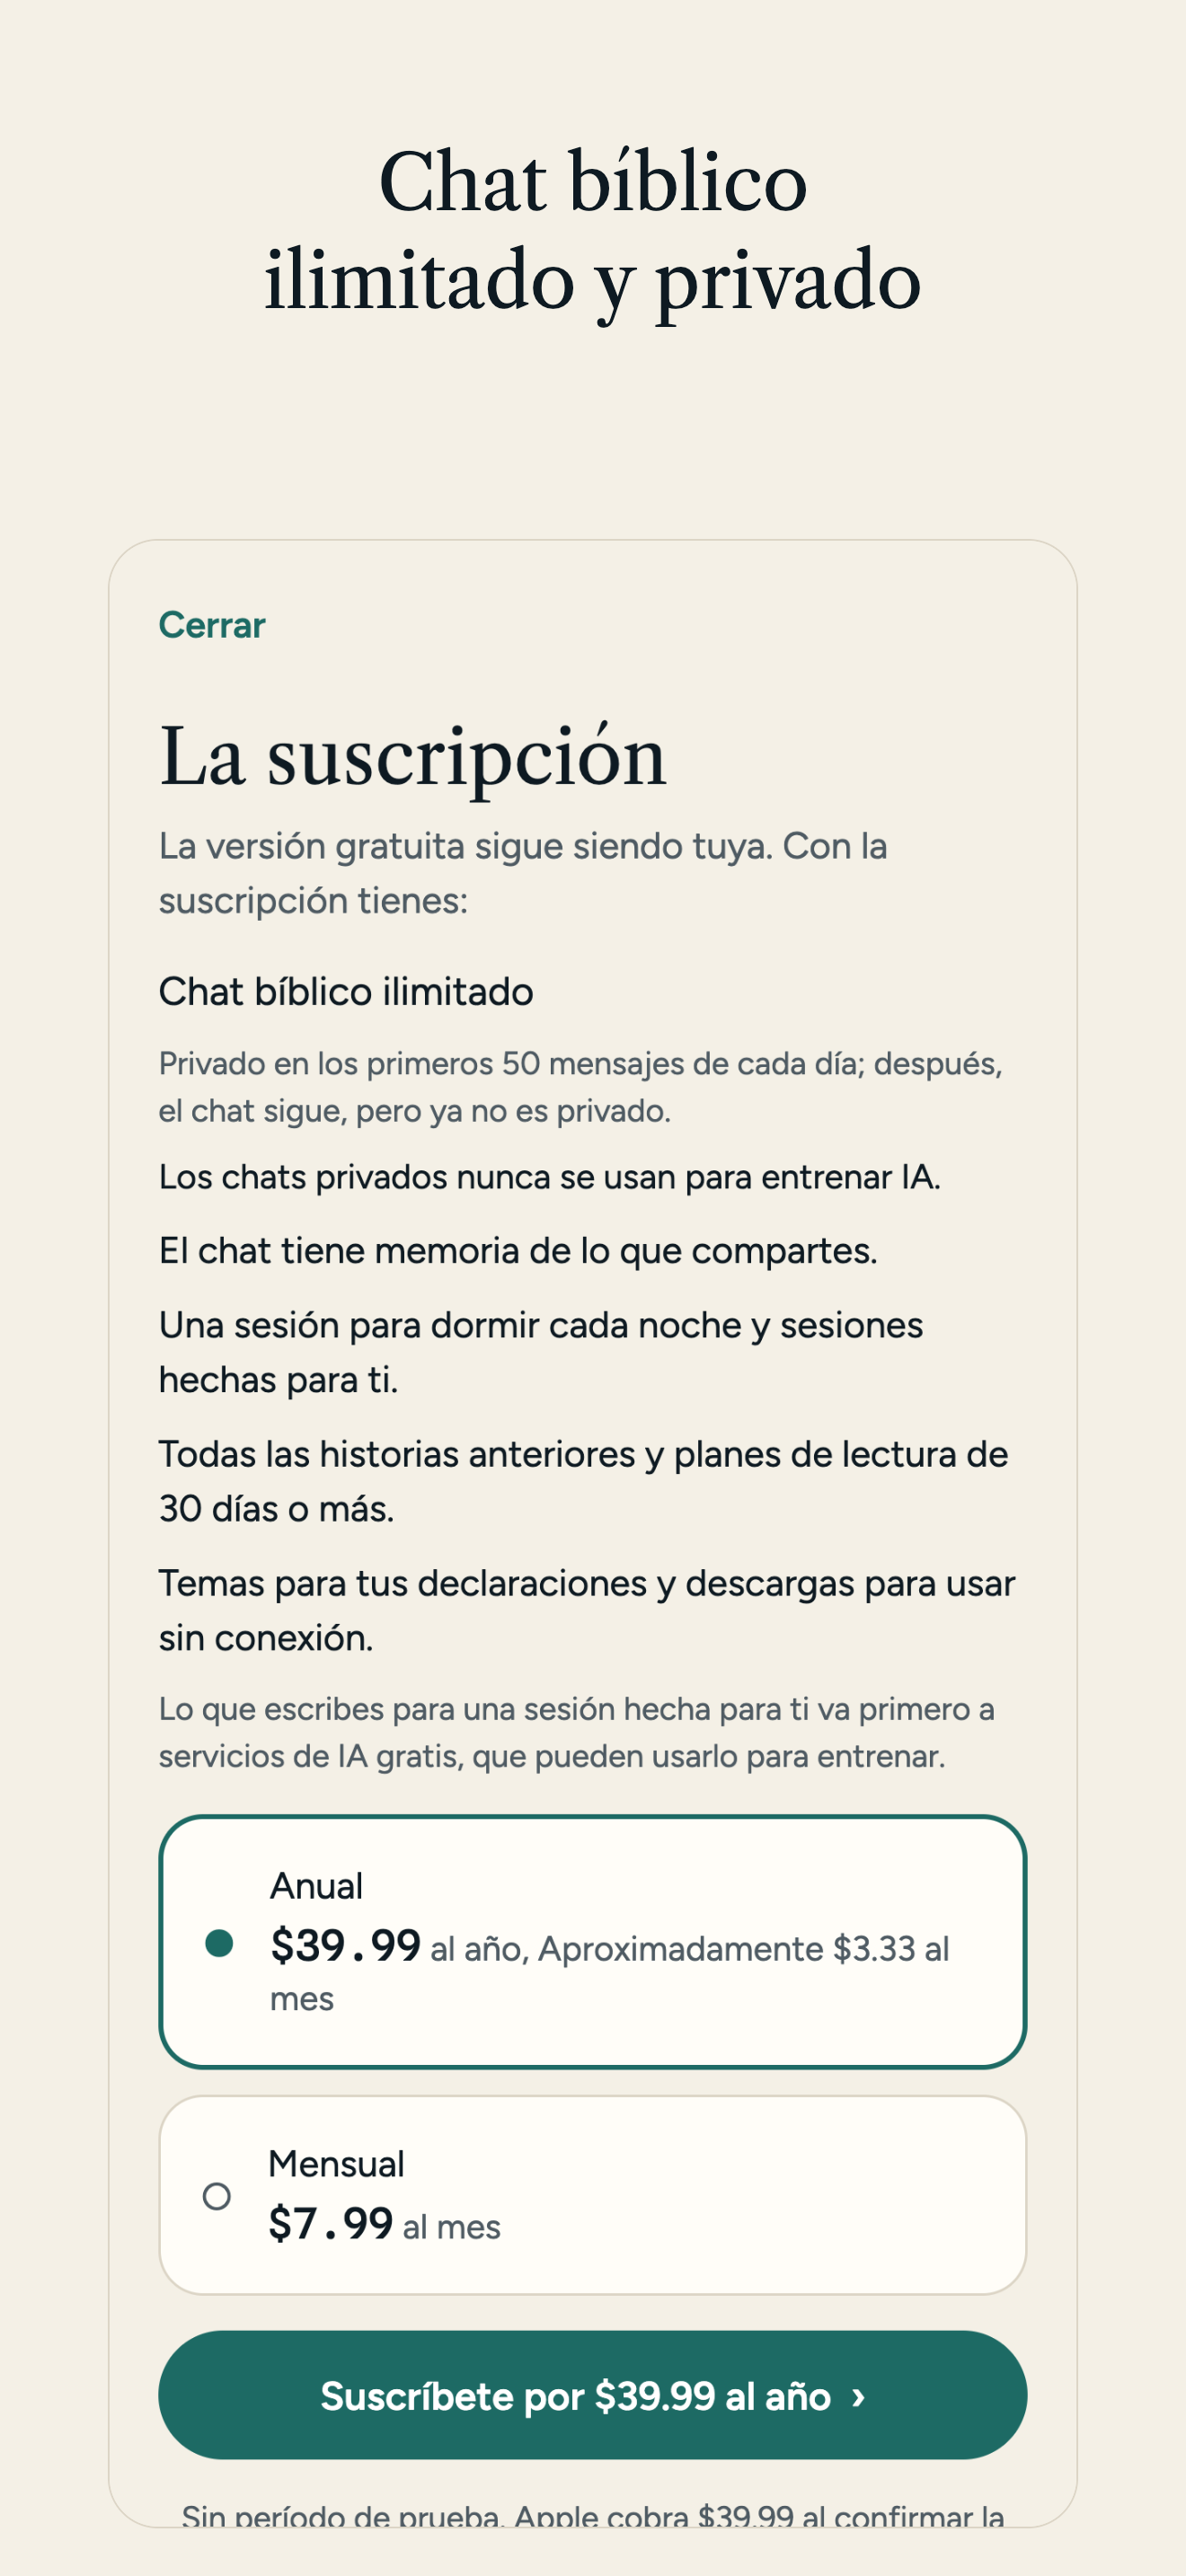 Chat bíblico
ilimitado y privado
Cerrar
La suscripción
La versión gratuita sigue siendo tuya. Con la
suscripción tienes:
Chat bíblico ilimitado
Privado en los primeros 50 mensajes de cada día; después,
el chat sigue, pero ya no es privado.
Los chats privados nunca se usan para entrenar IA.
El chat tiene memoria de lo que compartes.
Una sesión para dormir cada noche y sesiones
hechas para ti.
Todas las historias anteriores y planes de lectura de
30 días o más.
Temas para tus declaraciones y descargas para usar
sin conexión.
Lo que escribes para una sesión hecha para ti va primero a
servicios de IA gratis, que pueden usarlo para entrenar.
Anual
$39.99 al año, Aproximadamente $3.33 al
mes
Mensual
$7.99 al mes
Suscríbete por $39.99 al año ›
Sin período de prueba. Apple cobra $39.99 al confirmar la